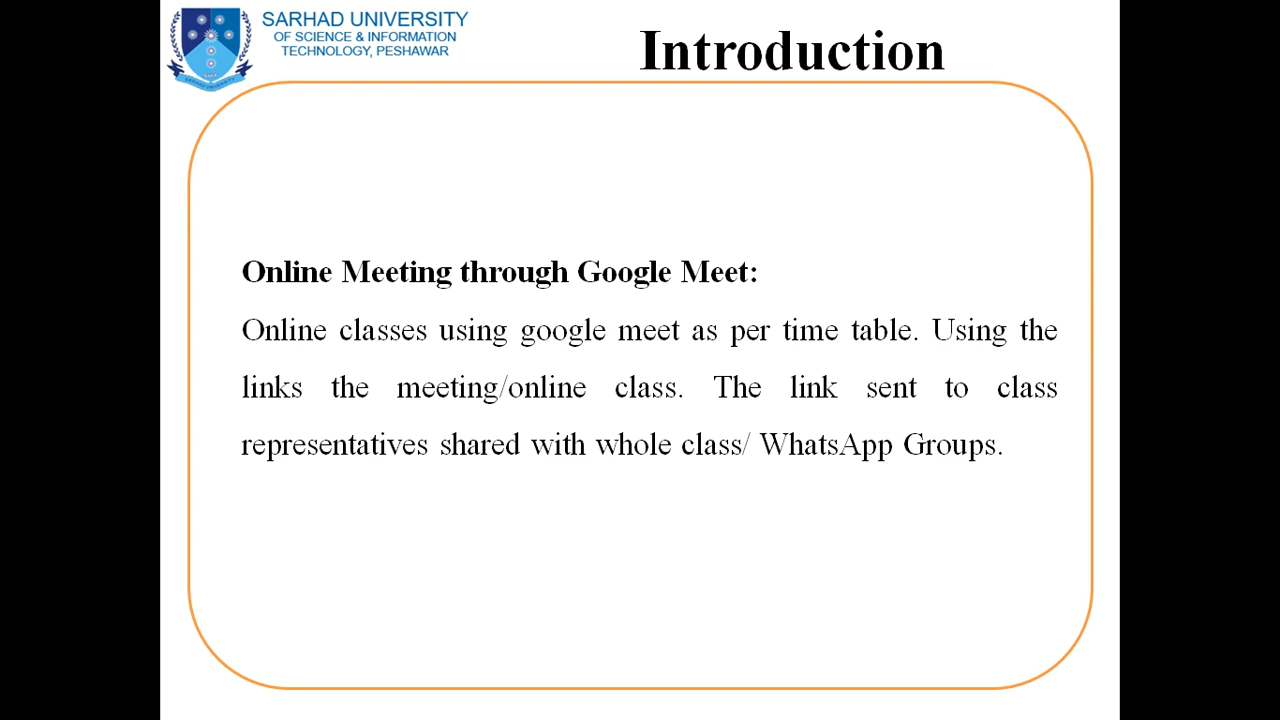 SARHAD UNIVERSITY
OF SCIENCE & INFORMATION
TECHNOLOGY, PESHAWAR
Introduction
Online Meeting through Google Meet:
Online classes using google meet as per time table. Using the
links the meeting/online class. The link sent to class
representatives shared with whole class/ WhatsApp Groups.